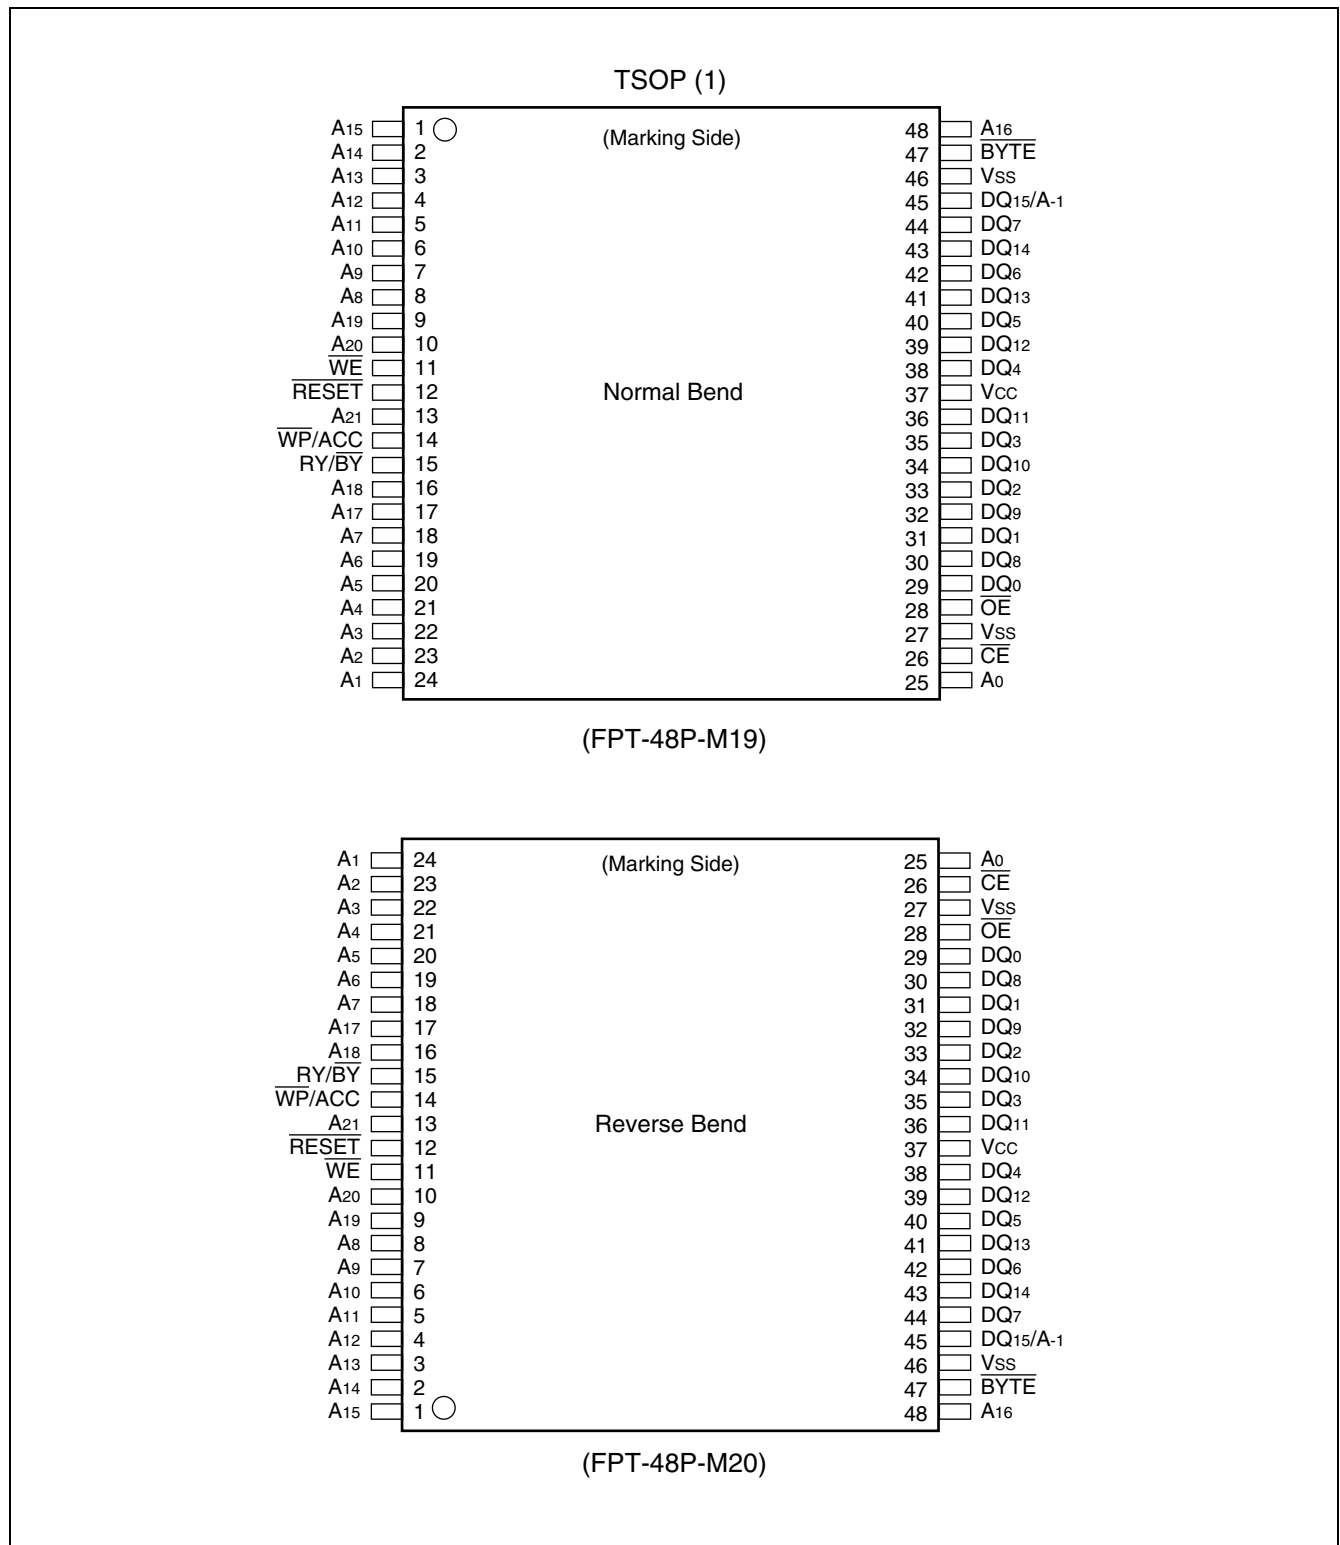 TSOP (1)
(Marking Side)
A15 1 48 A16
A14 2 47 BYTE
A13 3 46 VSS
A12 4 45 DQ15/A-1
A11 5 44 DQ7
A10 6 43 DQ14
A9 7 42 DQ6
A8 8 41 DQ13
A19 9 40 DQ5
A20 10 39 DQ12
WE 11 38 DQ4
RESET 12 Normal Bend 37 VCC
A21 13 36 DQ11
WP/ACC 14 35 DQ3
RY/BY 15 34 DQ10
A18 16 33 DQ2
A17 17 32 DQ9
A7 18 31 DQ1
A6 19 30 DQ8
A5 20 29 DQ0
A4 21 28 OE
A3 22 27 VSS
A2 23 26 CE
A1 24 25 A0
(FPT-48P-M19)
(Marking Side)
A1 24 25 A0
A2 23 26 CE
A3 22 27 VSS
A4 21 28 OE
A5 20 29 DQ0
A6 19 30 DQ8
A7 18 31 DQ1
A17 17 32 DQ9
A18 16 33 DQ2
RY/BY 15 34 DQ10
WP/ACC 14 35 DQ3
A21 13 Reverse Bend 36 DQ11
RESET 12 37 VCC
WE 11 38 DQ4
A20 10 39 DQ12
A19 9 40 DQ5
A8 8 41 DQ13
A9 7 42 DQ6
A10 6 43 DQ14
A11 5 44 DQ7
A12 4 45 DQ15/A-1
A13 3 46 VSS
A14 2 47 BYTE
A15 1 48 A16
(FPT-48P-M20)